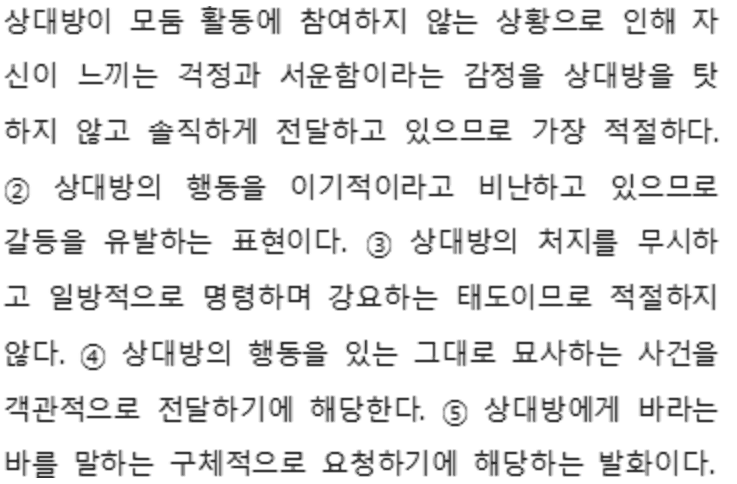 상대방이 모둠 활동에 참여하지 않는 상황으로 인해 자
신이 느끼는 걱정과 서운함이라는 감정을 상대방을 탓
하지 않고 솔직하게 전달하고 있으므로 가장 적절하다.
② 상대방의 행동을 이기적이라고 비난하고 있으므로
갈등을 유발하는 표현이다. ③ 상대방의 처지를 무시하
고 일방적으로 명령하며 강요하는 태도이므로 적절하지
않다. ④ 상대방의 행동을 있는 그대로 묘사하는 사건을
객관적으로 전달하기에 해당한다. ⑤ 상대방에게 바라는
바를 말하는 구체적으로 요청하기에 해당하는 발화이다.